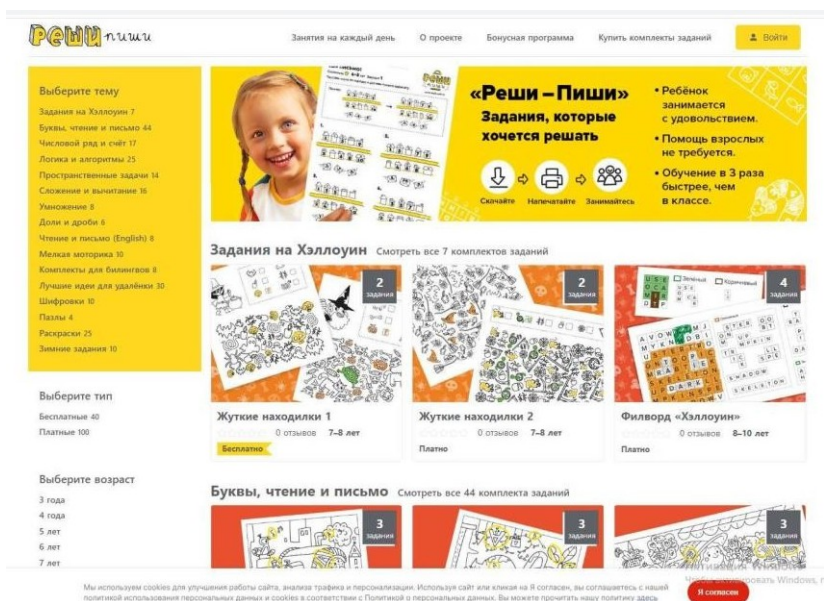 РЕШИ пиши
Занятия на каждый день
О проекте
Бонусная программа
Купить комплекты заданий
Войти
Выберите тему
Задания на Хэллоуин 7
Буквы, чтение и письмо 44
Числовой ряд и счёт 17
Логика и алгоритмы 25
Пространственные задачи 14
Сложение и вычитание 16
Умножение 8
Доли и дроби 6
Чтение и письмо (English) 8
Мелкая моторика 10
Комплекты для билингвов 8
Лучшие идеи для удалёнки 30
Шифровки 10
Пазлы 4
Раскраски 25
Зимние задания 10
Выберите тип
Бесплатные 40
Платные 100
Выберите возраст
3 года
4 года
5 лет
6 лет
7 лет
«Реши – Пиши»
Задания, которые
хочется решать
Скачайте
Напечатайте
Занимайтесь
• Ребёнок
занимается
с удовольствием.
• Помощь взрослых
не требуется.
• Обучение в 3 раза
быстрее, чем
в классе.
Задания на Хэллоуин Смотреть все 7 комплектов заданий
2
задания
2
задания
4
задания
Зелёный
Коричневый
SHADOW
SKELETON
DARK
Жуткие находилки 1
0 отзывов 7–8 лет
Бесплатно
Жуткие находилки 2
0 отзывов 7–8 лет
Платно
Филворд «Хэллоуин»
0 отзывов 8–10 лет
Платно
Буквы, чтение и письмо Смотреть все 44 комплекта заданий
3
задания
3
задания
3
задания
Мы используем cookies для улучшения работы сайта, анализа трафика и персонализации. Используя сайт или кликая на Я согласен, вы соглашаетесь с нашей
политикой использования персональных данных и cookies в соответствии с Политикой о персональных данных. Вы можете прочитать нашу политику здесь
Я согласен